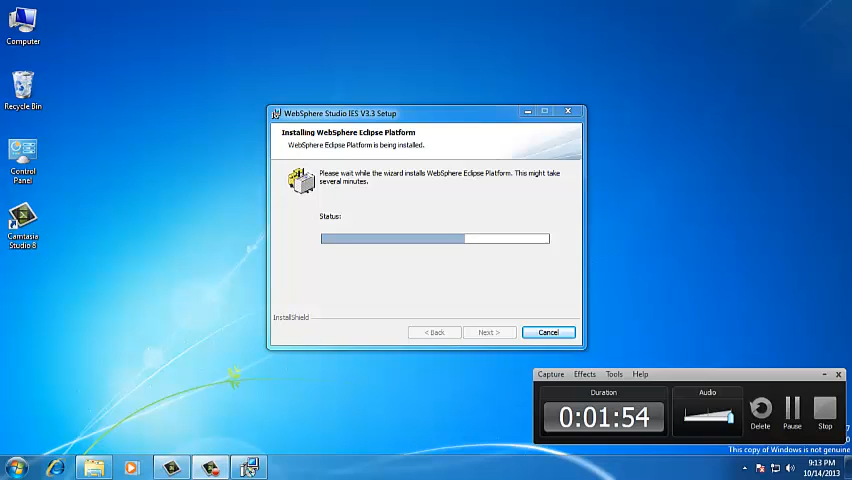 Computer
Recycle Bin
Control
Panel
Camtasia
Studio 8
WebSphere Studio IES V3.3 Setup
Installing WebSphere Eclipse Platform
WebSphere Eclipse Platform is being installed.
Please wait while the wizard installs WebSphere Eclipse Platform. This might take
several minutes.
Status:
InstallShield
< Back
Next >
Cancel
Capture
Effects
Tools
Help
Duration
0:01:54
Audio
Delete
Pause
Stop
This copy of Windows is not genuine
9:13 PM
10/14/2013